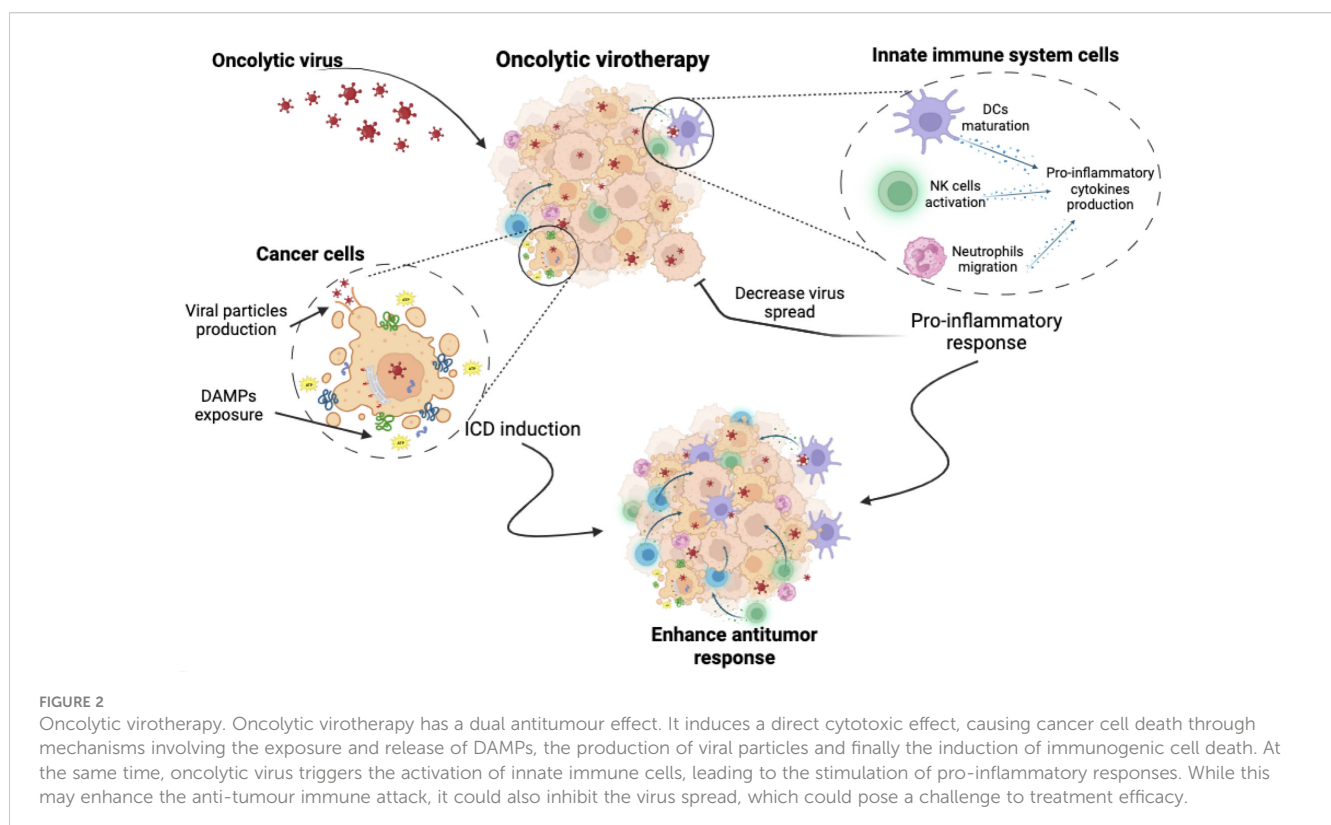 Oncolytic virus
Oncolytic virotherapy
Innate immune system cells
DCs
maturation
NK cells
activation
Neutrophils
migration
Pro-inflammatory
cytokines
production
Cancer cells
Viral particles
production
DAMPs
exposure
ATP
ATP
ATP
ATP
ICD induction
Decrease virus
spread
Pro-inflammatory
response
Enhance antitumor
response
FIGURE 2
Oncolytic virotherapy. Oncolytic virotherapy has a dual antitumour effect. It induces a direct cytotoxic effect, causing cancer cell death through
mechanisms involving the exposure and release of DAMPs, the production of viral particles and finally the induction of immunogenic cell death. At
the same time, oncolytic virus triggers the activation of innate immune cells, leading to the stimulation of pro-inflammatory responses. While this
may enhance the anti-tumour immune attack, it could also inhibit the virus spread, which could pose a challenge to treatment efficacy.